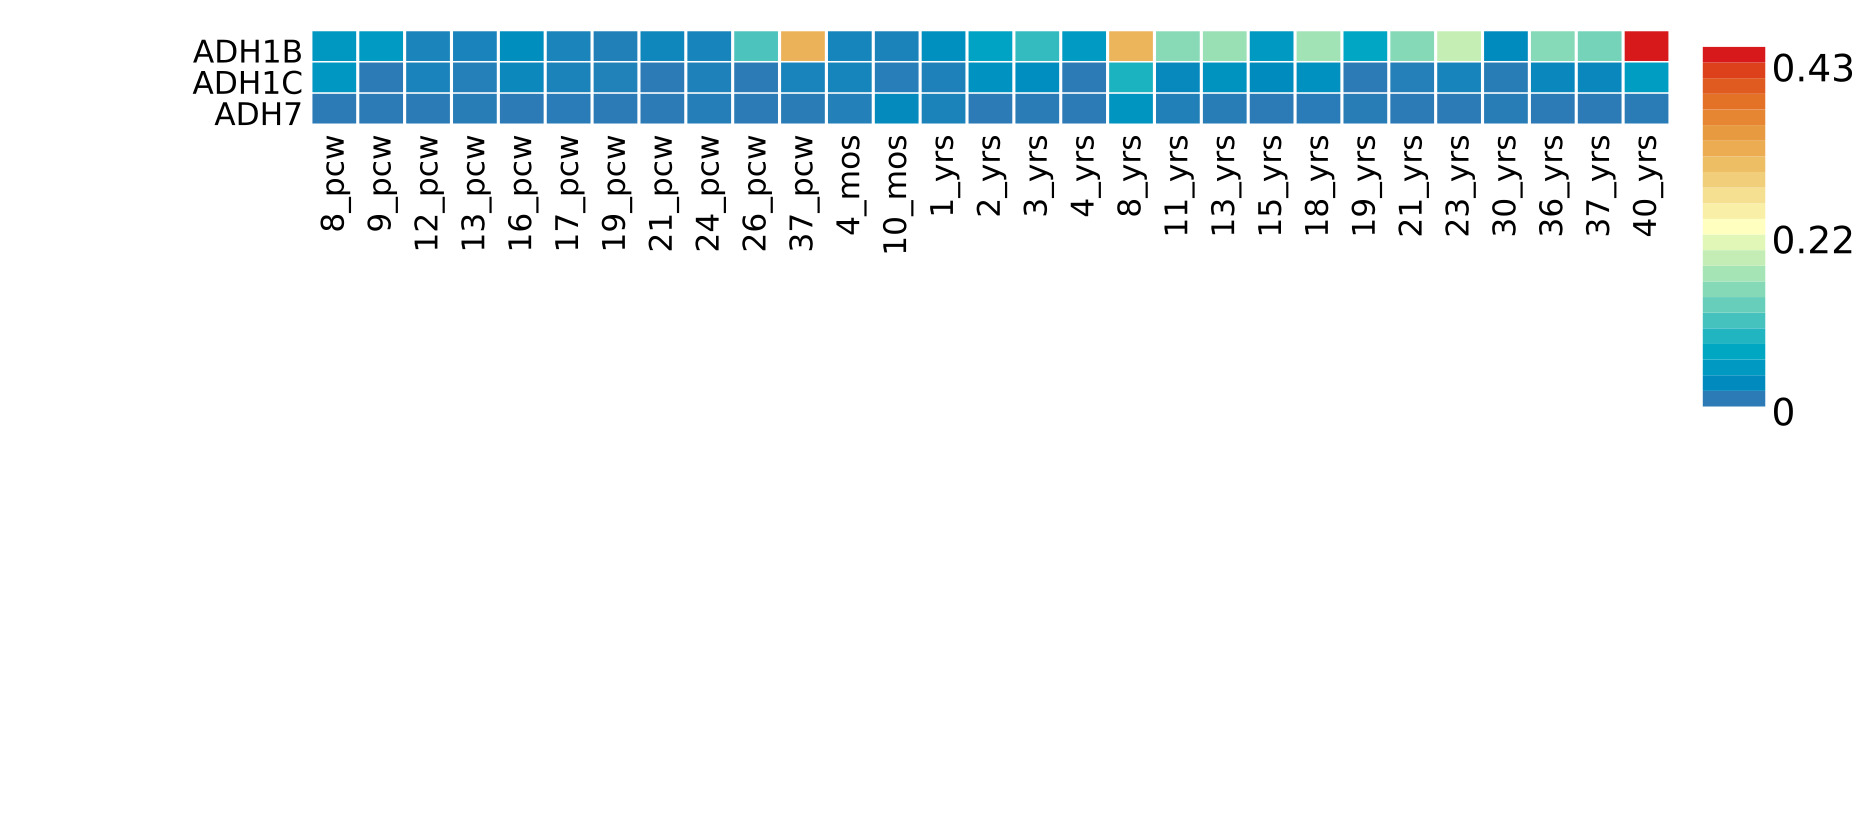 ADH1B
ADH1C
ADH7
8_pcw 9_pcw 12_pcw 13_pcw 16_pcw 17_pcw 19_pcw 21_pcw 24_pcw 26_pcw 37_pcw 4_mos 10_mos 1_yrs 2_yrs 3_yrs 4_yrs 8_yrs 11_yrs 13_yrs 15_yrs 18_yrs 19_yrs 21_yrs 23_yrs 30_yrs 36_yrs 37_yrs 40_yrs
0.43
0.22
0